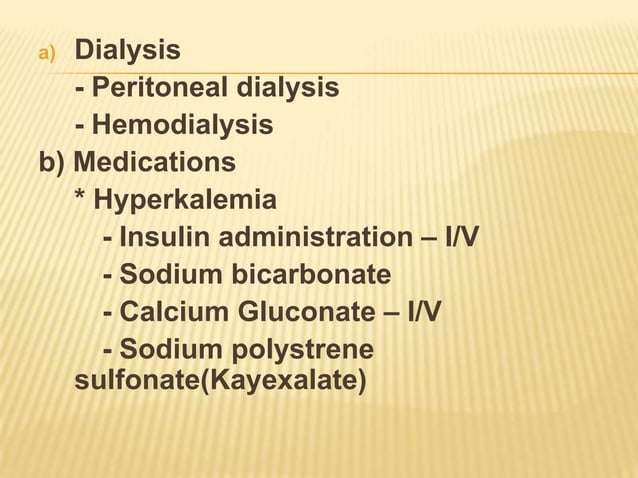 a) Dialysis
- Peritoneal dialysis
- Hemodialysis
b) Medications
* Hyperkalemia
- Insulin administration – I/V
- Sodium bicarbonate
- Calcium Gluconate – I/V
- Sodium polystrene
sulfonate(Kayexalate)